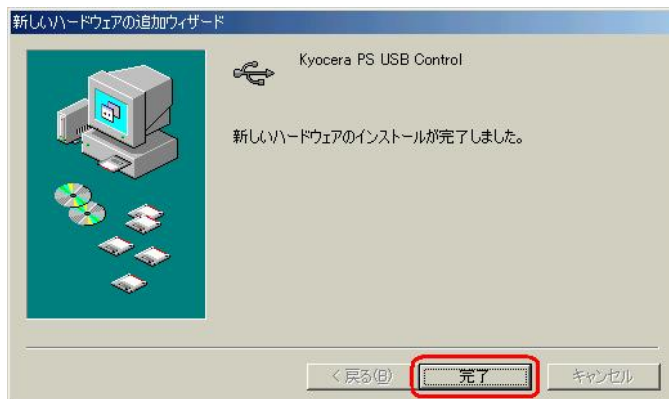 新しいハードウェアの追加ウィザード
Kyocera PS USB Control
新しいハードウェアのインストールが完了しました。
< 戻る(B)
完了
キャンセル